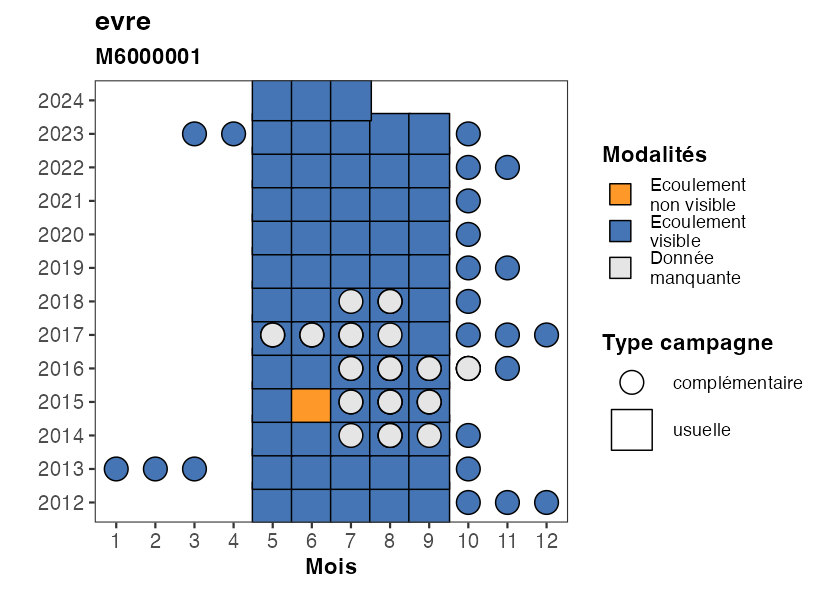 evre
M6000001
2024
2023
2022
2021
2020
2019
2018
2017
2016
2015
2014
2013
2012
1 2 3 4 5 6 7 8 9 10 11 12
Mois
Modalités
Ecoulement
non visible
Ecoulement
visible
Donnée
manquante
Type campagne
complémentaire
usuelle